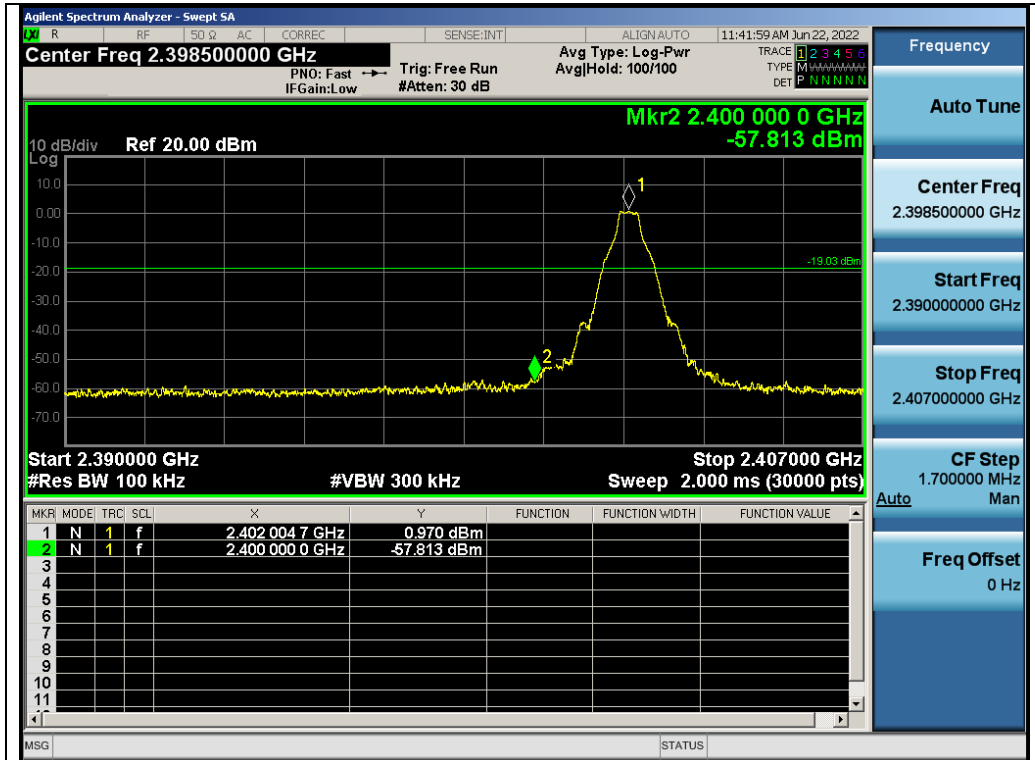 Agilent Spectrum Analyzer - Swept SA
LXI R RF 50 Ω AC CORREC SENSE:INT ALIGN AUTO 11:41:59 AM Jun 22, 2022
Center Freq 2.398500000 GHz
PNO: Fast
IFGain:Low
Trig: Free Run
#Atten: 30 dB
Avg Type: Log-Pwr
Avg|Hold: 100/100
TRACE 1 2 3 4 5 6
TYPE M WWWWW
DET P N N N N N
Mkr2 2.400 000 0 GHz
-57.813 dBm
10 dB/div Ref 20.00 dBm
Log
10.0
0.00
-10.0
-20.0
-30.0
-40.0
-50.0
-60.0
-70.0
1
-19.03 dBm
2
Start 2.390000 GHz Stop 2.407000 GHz
#Res BW 100 kHz #VBW 300 kHz Sweep 2.000 ms (30000 pts)
MKR MODE TRC SCL X Y FUNCTION FUNCTION WIDTH FUNCTION VALUE
1 N 1 f 2.402 004 7 GHz 0.970 dBm
2 N 1 f 2.400 000 0 GHz -57.813 dBm
3
4
5
6
7
8
9
10
11
MSG STATUS
Frequency
Auto Tune
Center Freq
2.398500000 GHz
Start Freq
2.390000000 GHz
Stop Freq
2.407000000 GHz
CF Step
1.700000 MHz
Auto Man
Freq Offset
0 Hz